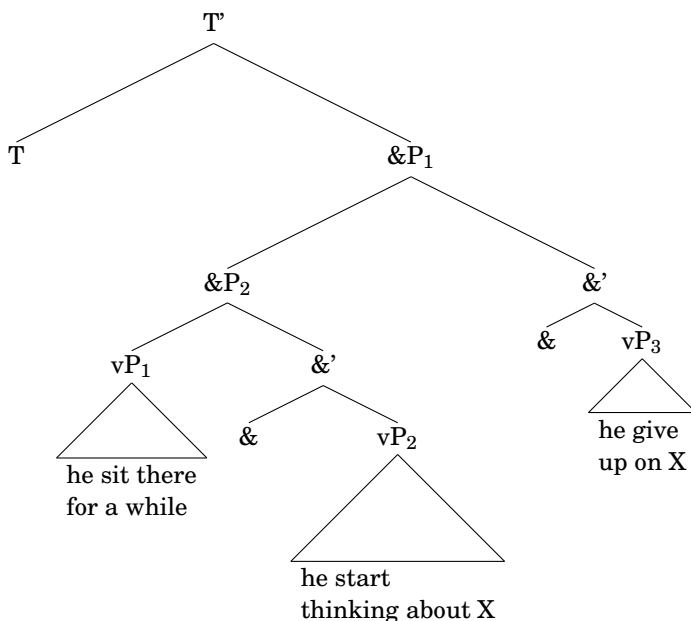 T’
T
&P₁
&P₂
&’
vP₁
&’
&
vP₃
he sit there
for a while
&
vP₂
he give
up on X
he start
thinking about X